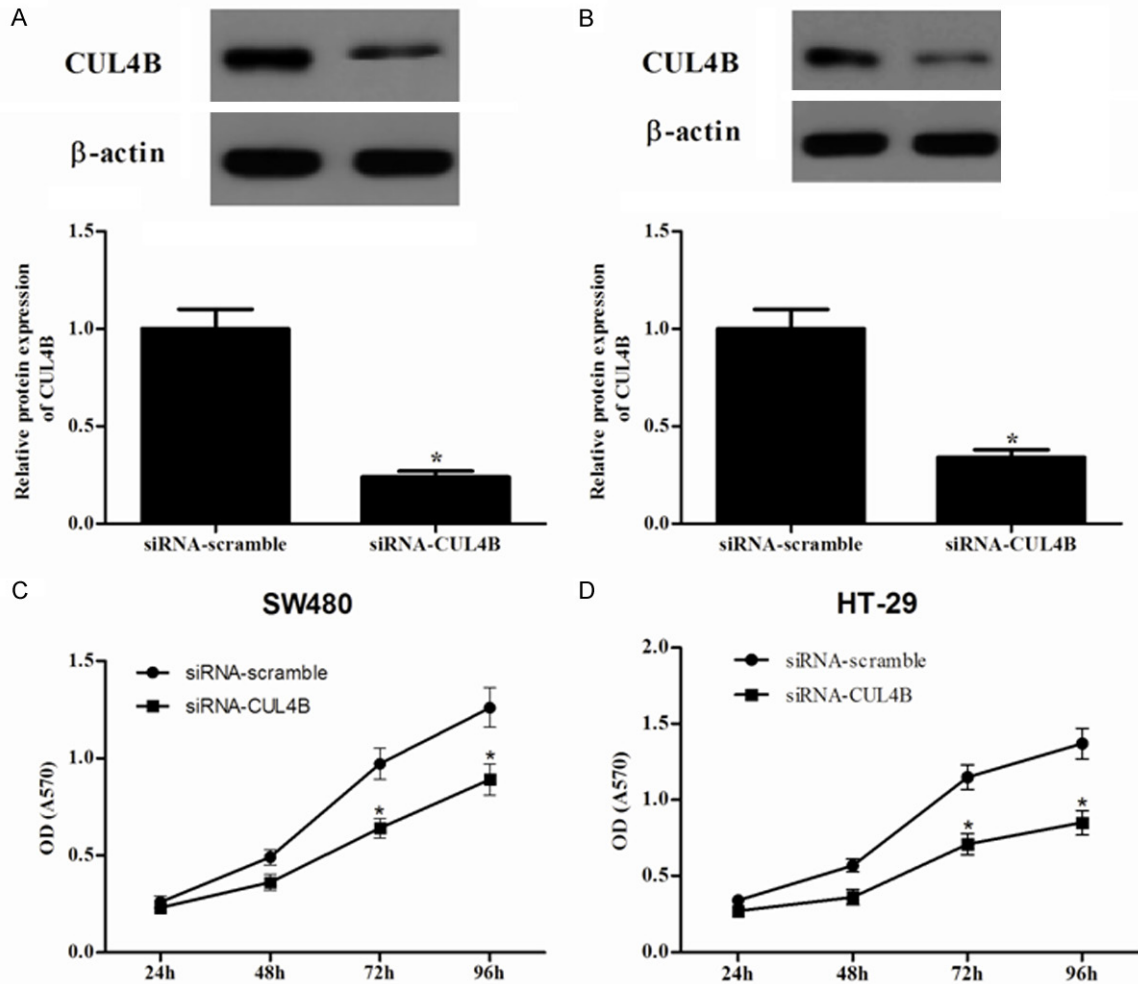 A
CUL4B
β-actin
1.5
1.0
0.5
0.0
Relative protein expression
of CUL4B
*
siRNA-scramble
siRNA-CUL4B
B
CUL4B
β-actin
1.5
1.0
0.5
0.0
Relative protein expression
of CUL4B
*
siRNA-scramble
siRNA-CUL4B
C
SW480
siRNA-scramble
siRNA-CUL4B
1.5
1.0
0.5
0.0
OD (A570)
*
*
24h
48h
72h
96h
D
HT-29
siRNA-scramble
siRNA-CUL4B
2.0
1.5
1.0
0.5
0.0
OD (A570)
*
*
24h
48h
72h
96h